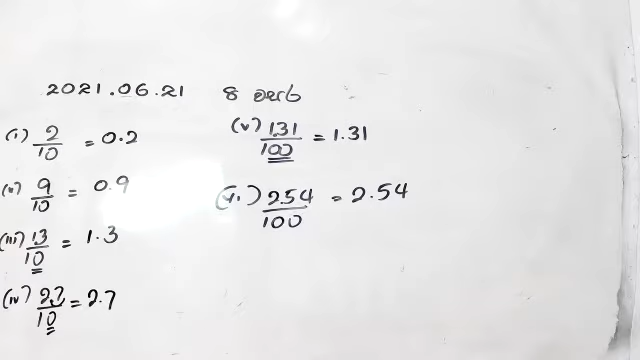 2021.06.21 8
(i) 2/10 = 0.2
(ii) 9/10 = 0.9
(iii) 13/10 = 1.3
(iv) 27/10 = 2.7
(v) 131/100 = 1.31
(vi) 254/100 = 2.54